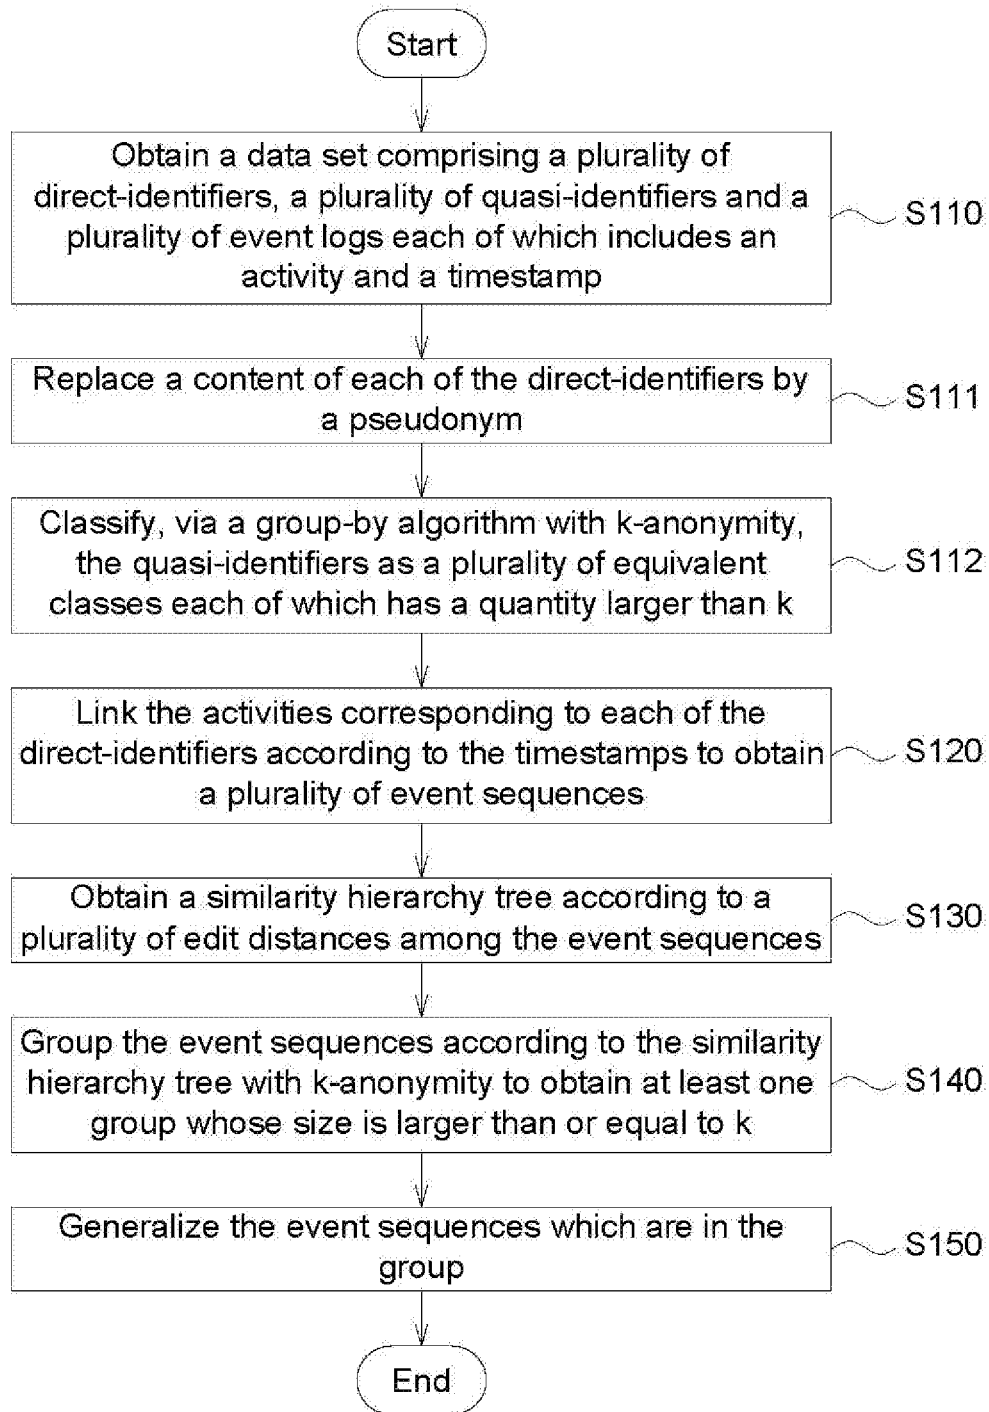 Start
Obtain a data set comprising a plurality of
direct-identifiers, a plurality of quasi-identifiers and a
plurality of event logs each of which includes an
activity and a timestamp
S110
Replace a content of each of the direct-identifiers by
a pseudonym
S111
Classify, via a group-by algorithm with k-anonymity,
the quasi-identifiers as a plurality of equivalent
classes each of which has a quantity larger than k
S112
Link the activities corresponding to each of the
direct-identifiers according to the timestamps to obtain
a plurality of event sequences
S120
Obtain a similarity hierarchy tree according to a
plurality of edit distances among the event sequences
S130
Group the event sequences according to the similarity
hierarchy tree with k-anonymity to obtain at least one
group whose size is larger than or equal to k
S140
Generalize the event sequences which are in the
group
S150
End